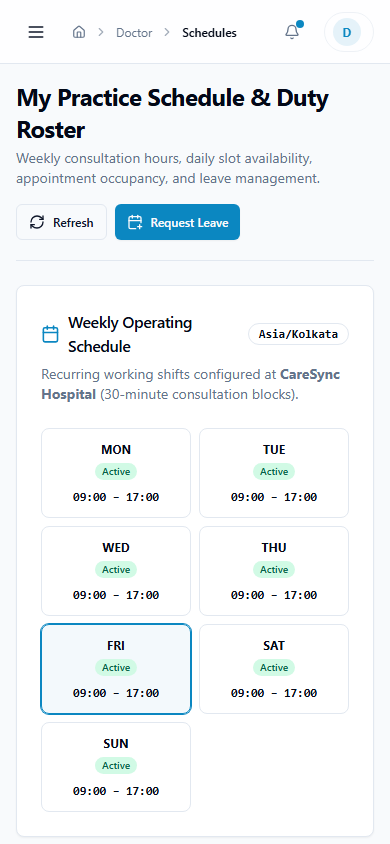 Doctor
Schedules
D
My Practice Schedule & Duty
Roster
Weekly consultation hours, daily slot availability,
appointment occupancy, and leave management.
Refresh
Request Leave
Weekly Operating
Schedule
Asia/Kolkata
Recurring working shifts configured at CareSync
Hospital (30-minute consultation blocks).
MON
Active
09:00 – 17:00
TUE
Active
09:00 – 17:00
WED
Active
09:00 – 17:00
THU
Active
09:00 – 17:00
FRI
Active
09:00 – 17:00
SAT
Active
09:00 – 17:00
SUN
Active
09:00 – 17:00